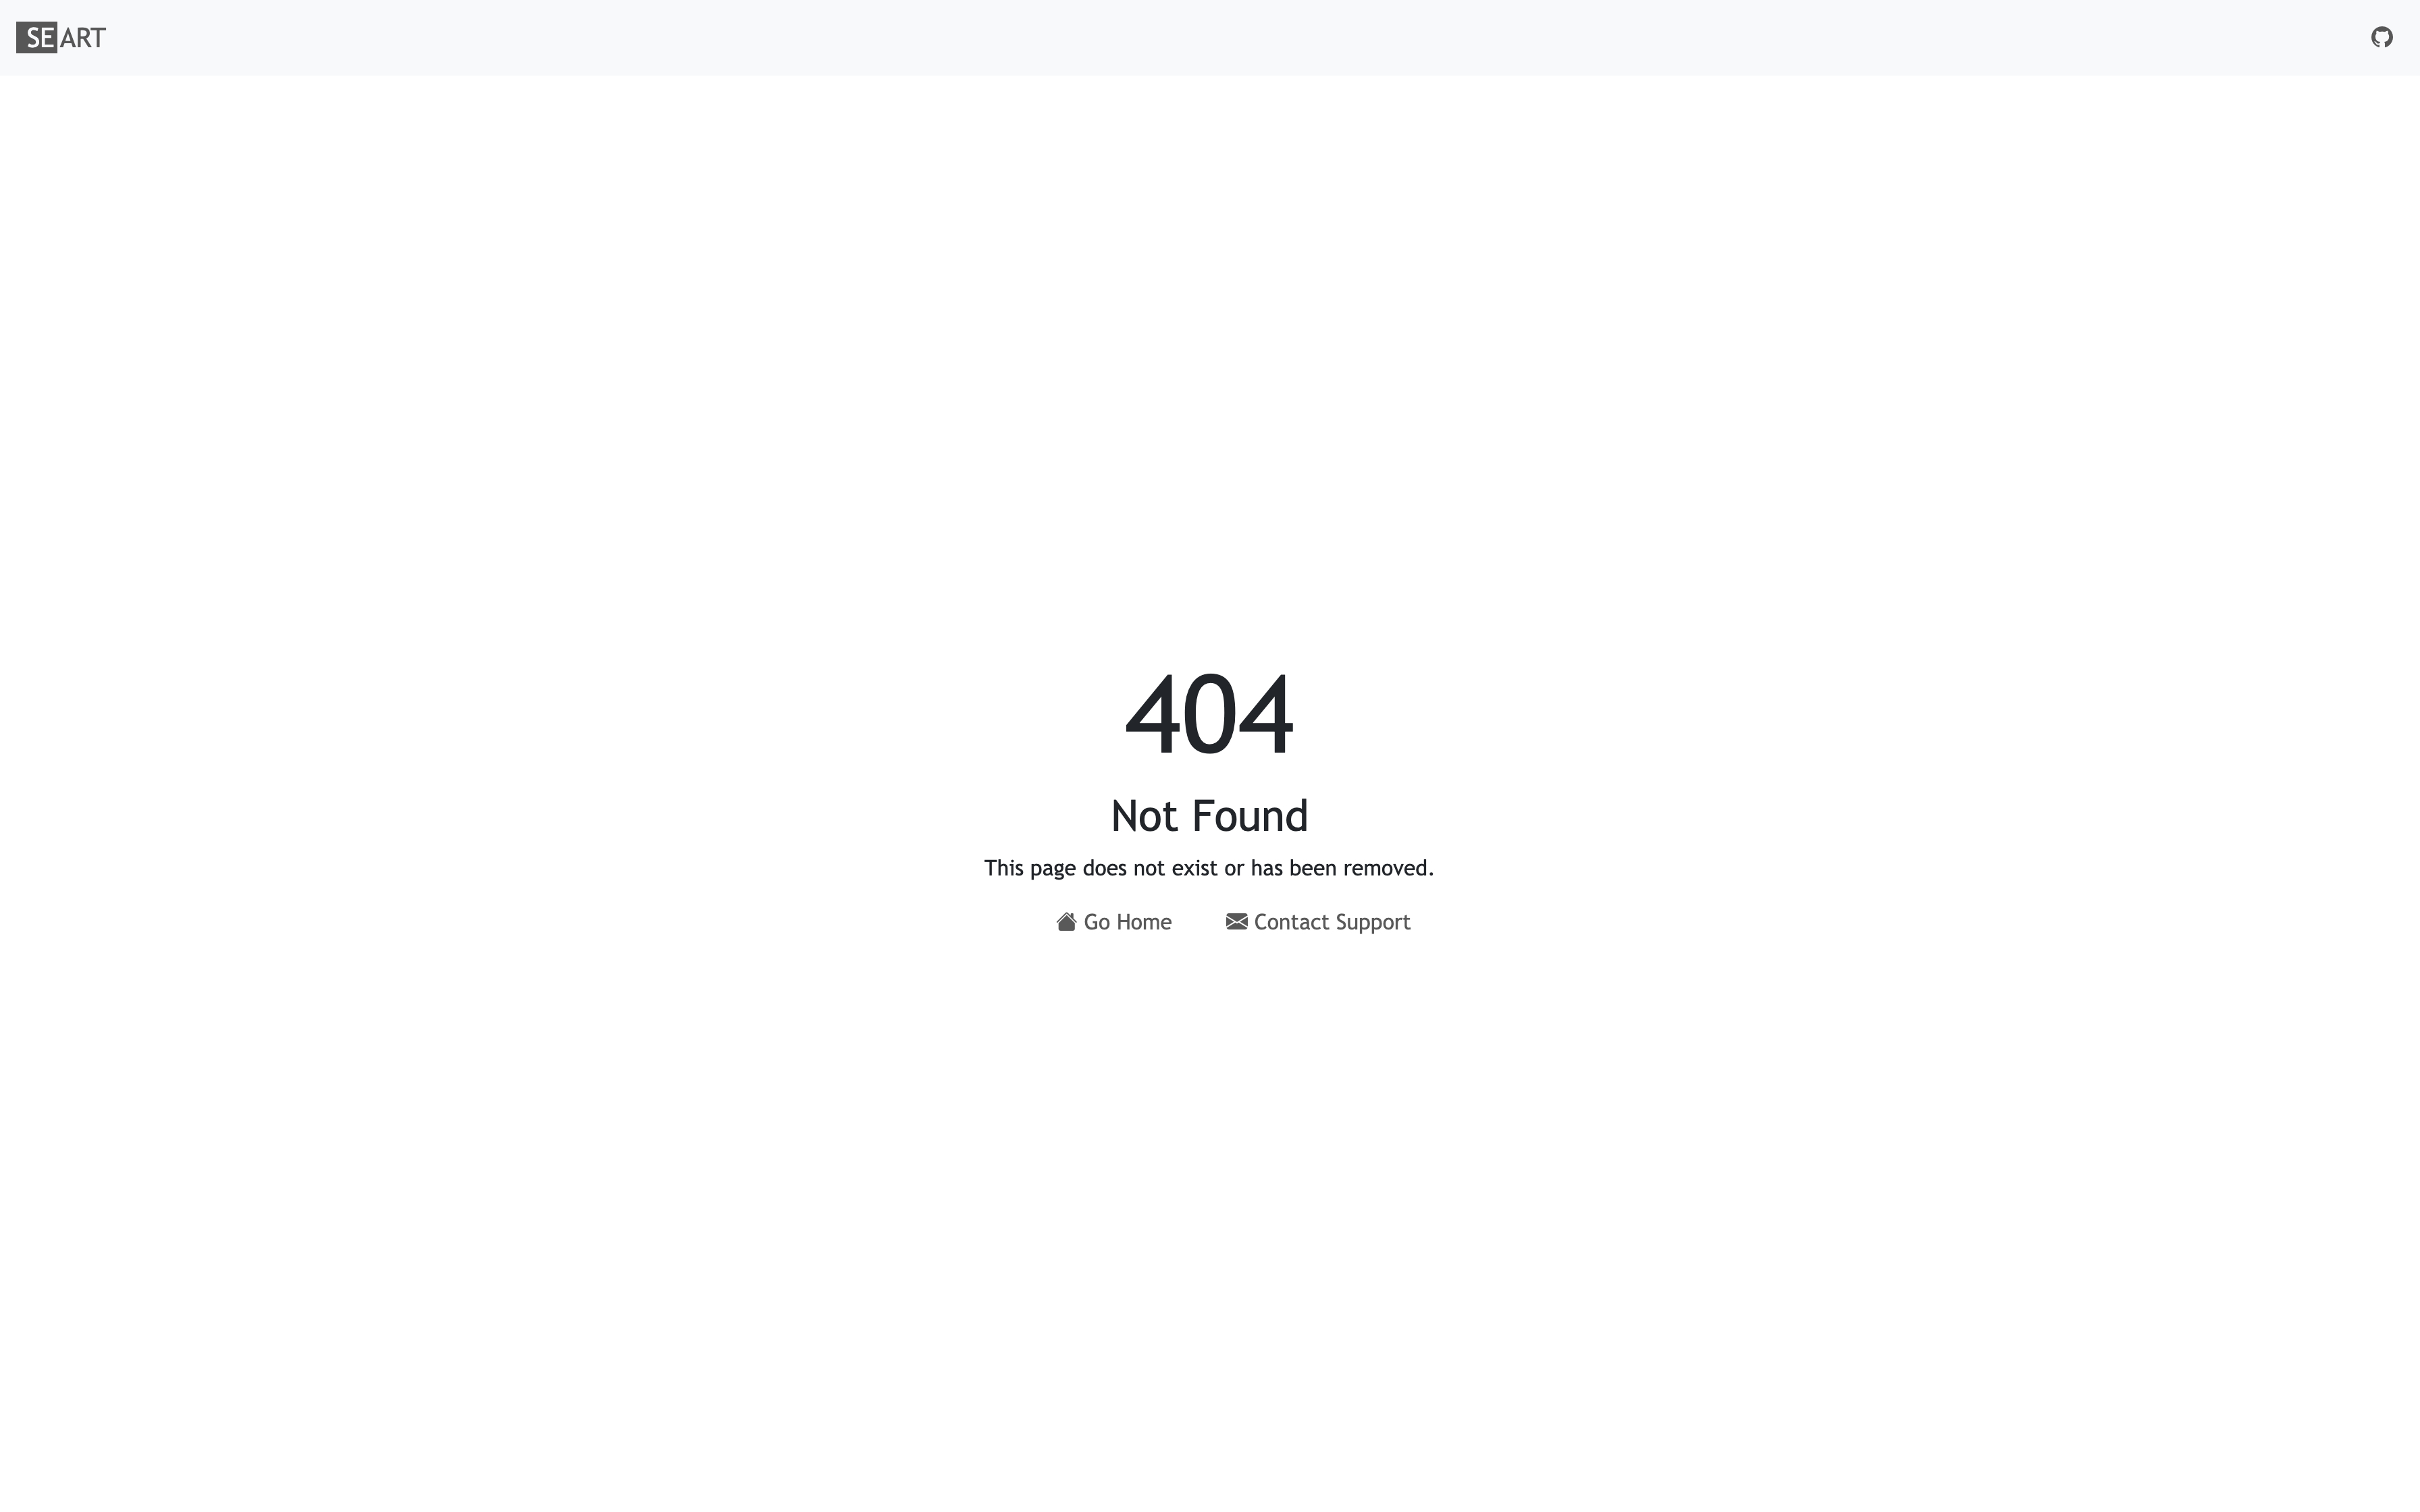 SEART
404
Not Found
This page does not exist or has been removed.
Go Home Contact Support